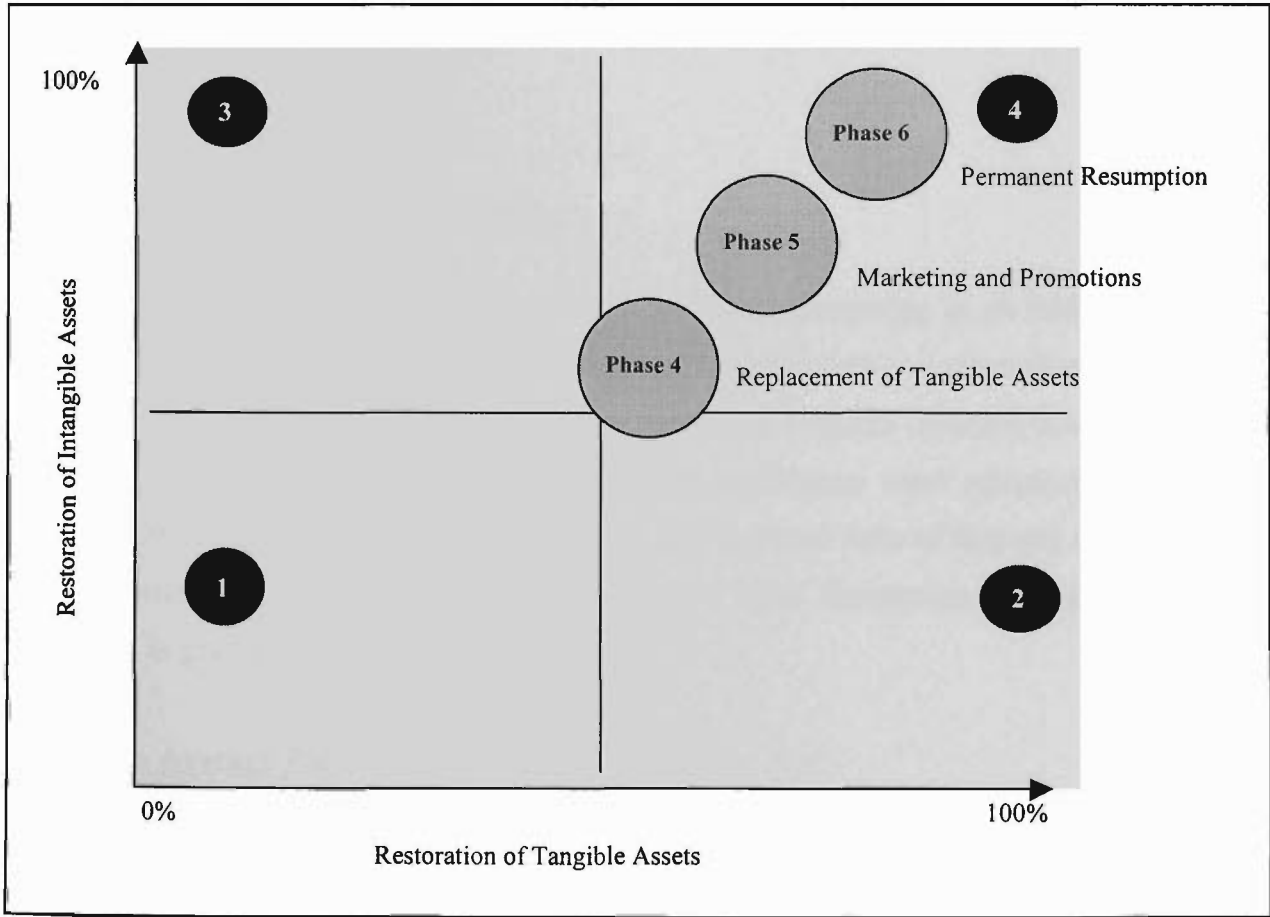 100%
3
4
Phase 6
Permanent Resumption
Phase 5
Marketing and Promotions
Phase 4
Replacement of Tangible Assets
Restoration of Intangible Assets
1
2
0%
100%
Restoration of Tangible Assets